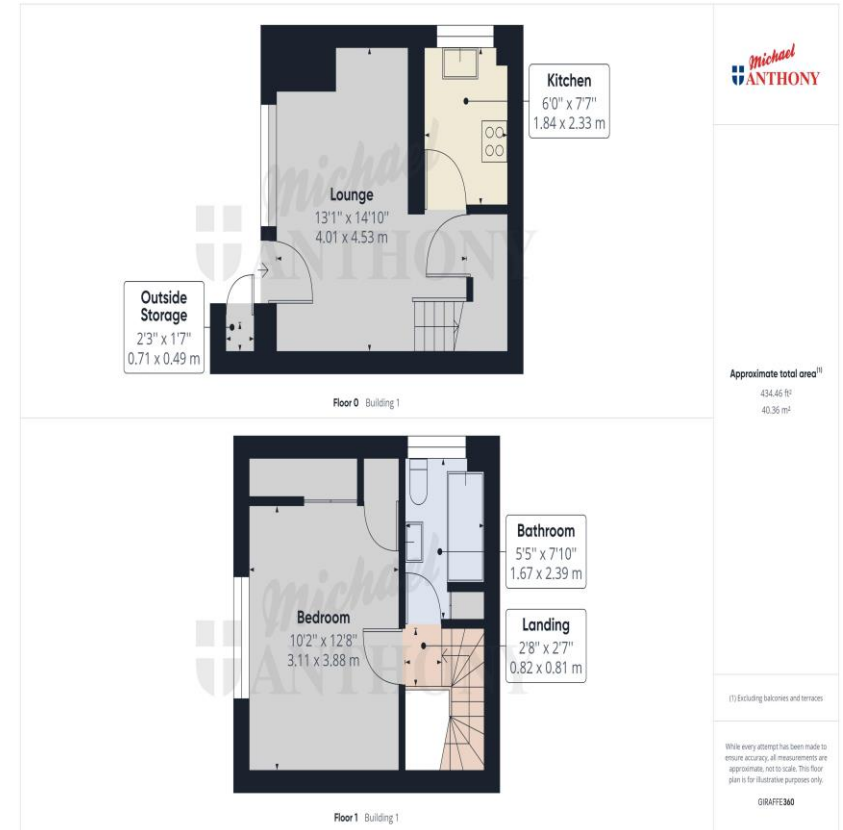 Kitchen
6'0" x 7'7"
1.84 x 2.33 m
Michael
ANTHONY
Lounge
13'1" x 14'10"
4.01 x 4.53 m
Michael
ANTHONY
Outside
Storage
2'3" x 1'7"
0.71 x 0.49 m
Floor 0 Building 1
Approximate total area(1)
434.46 ft²
40.36 m²
Bathroom
5'5" x 7'10"
1.67 x 2.39 m
Michael
ANTHONY
Bedroom
10'2" x 12'8"
3.11 x 3.88 m
Landing
2'8" x 2'7"
0.82 x 0.81 m
Floor 1 Building 1
(1) Excluding balconies and terraces
While every attempt has been made to
ensure accuracy, all measurements are
approximate, not to scale. This floor
plan is for illustrative purposes only.
GIRAFFE360